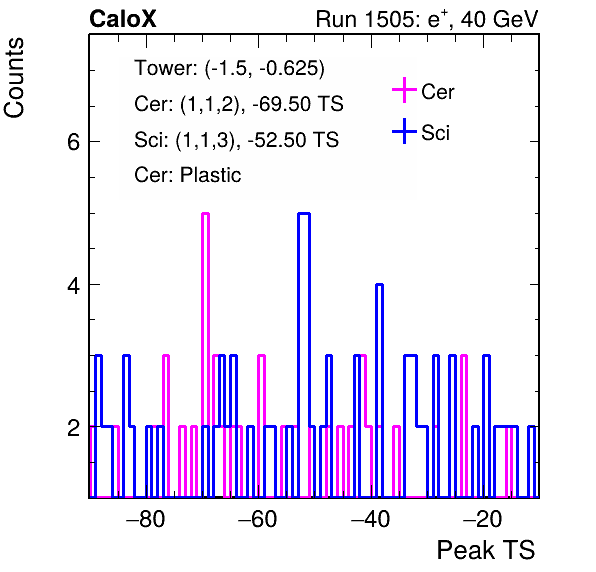 CaloX Run 1505: e⁺, 40 GeV
Counts
Tower: (-1.5, -0.625)
Cer: (1,1,2), -69.50 TS
Sci: (1,1,3), -52.50 TS
Cer: Plastic
Cer
Sci
6
4
2
−80 −60 −40 −20
Peak TS